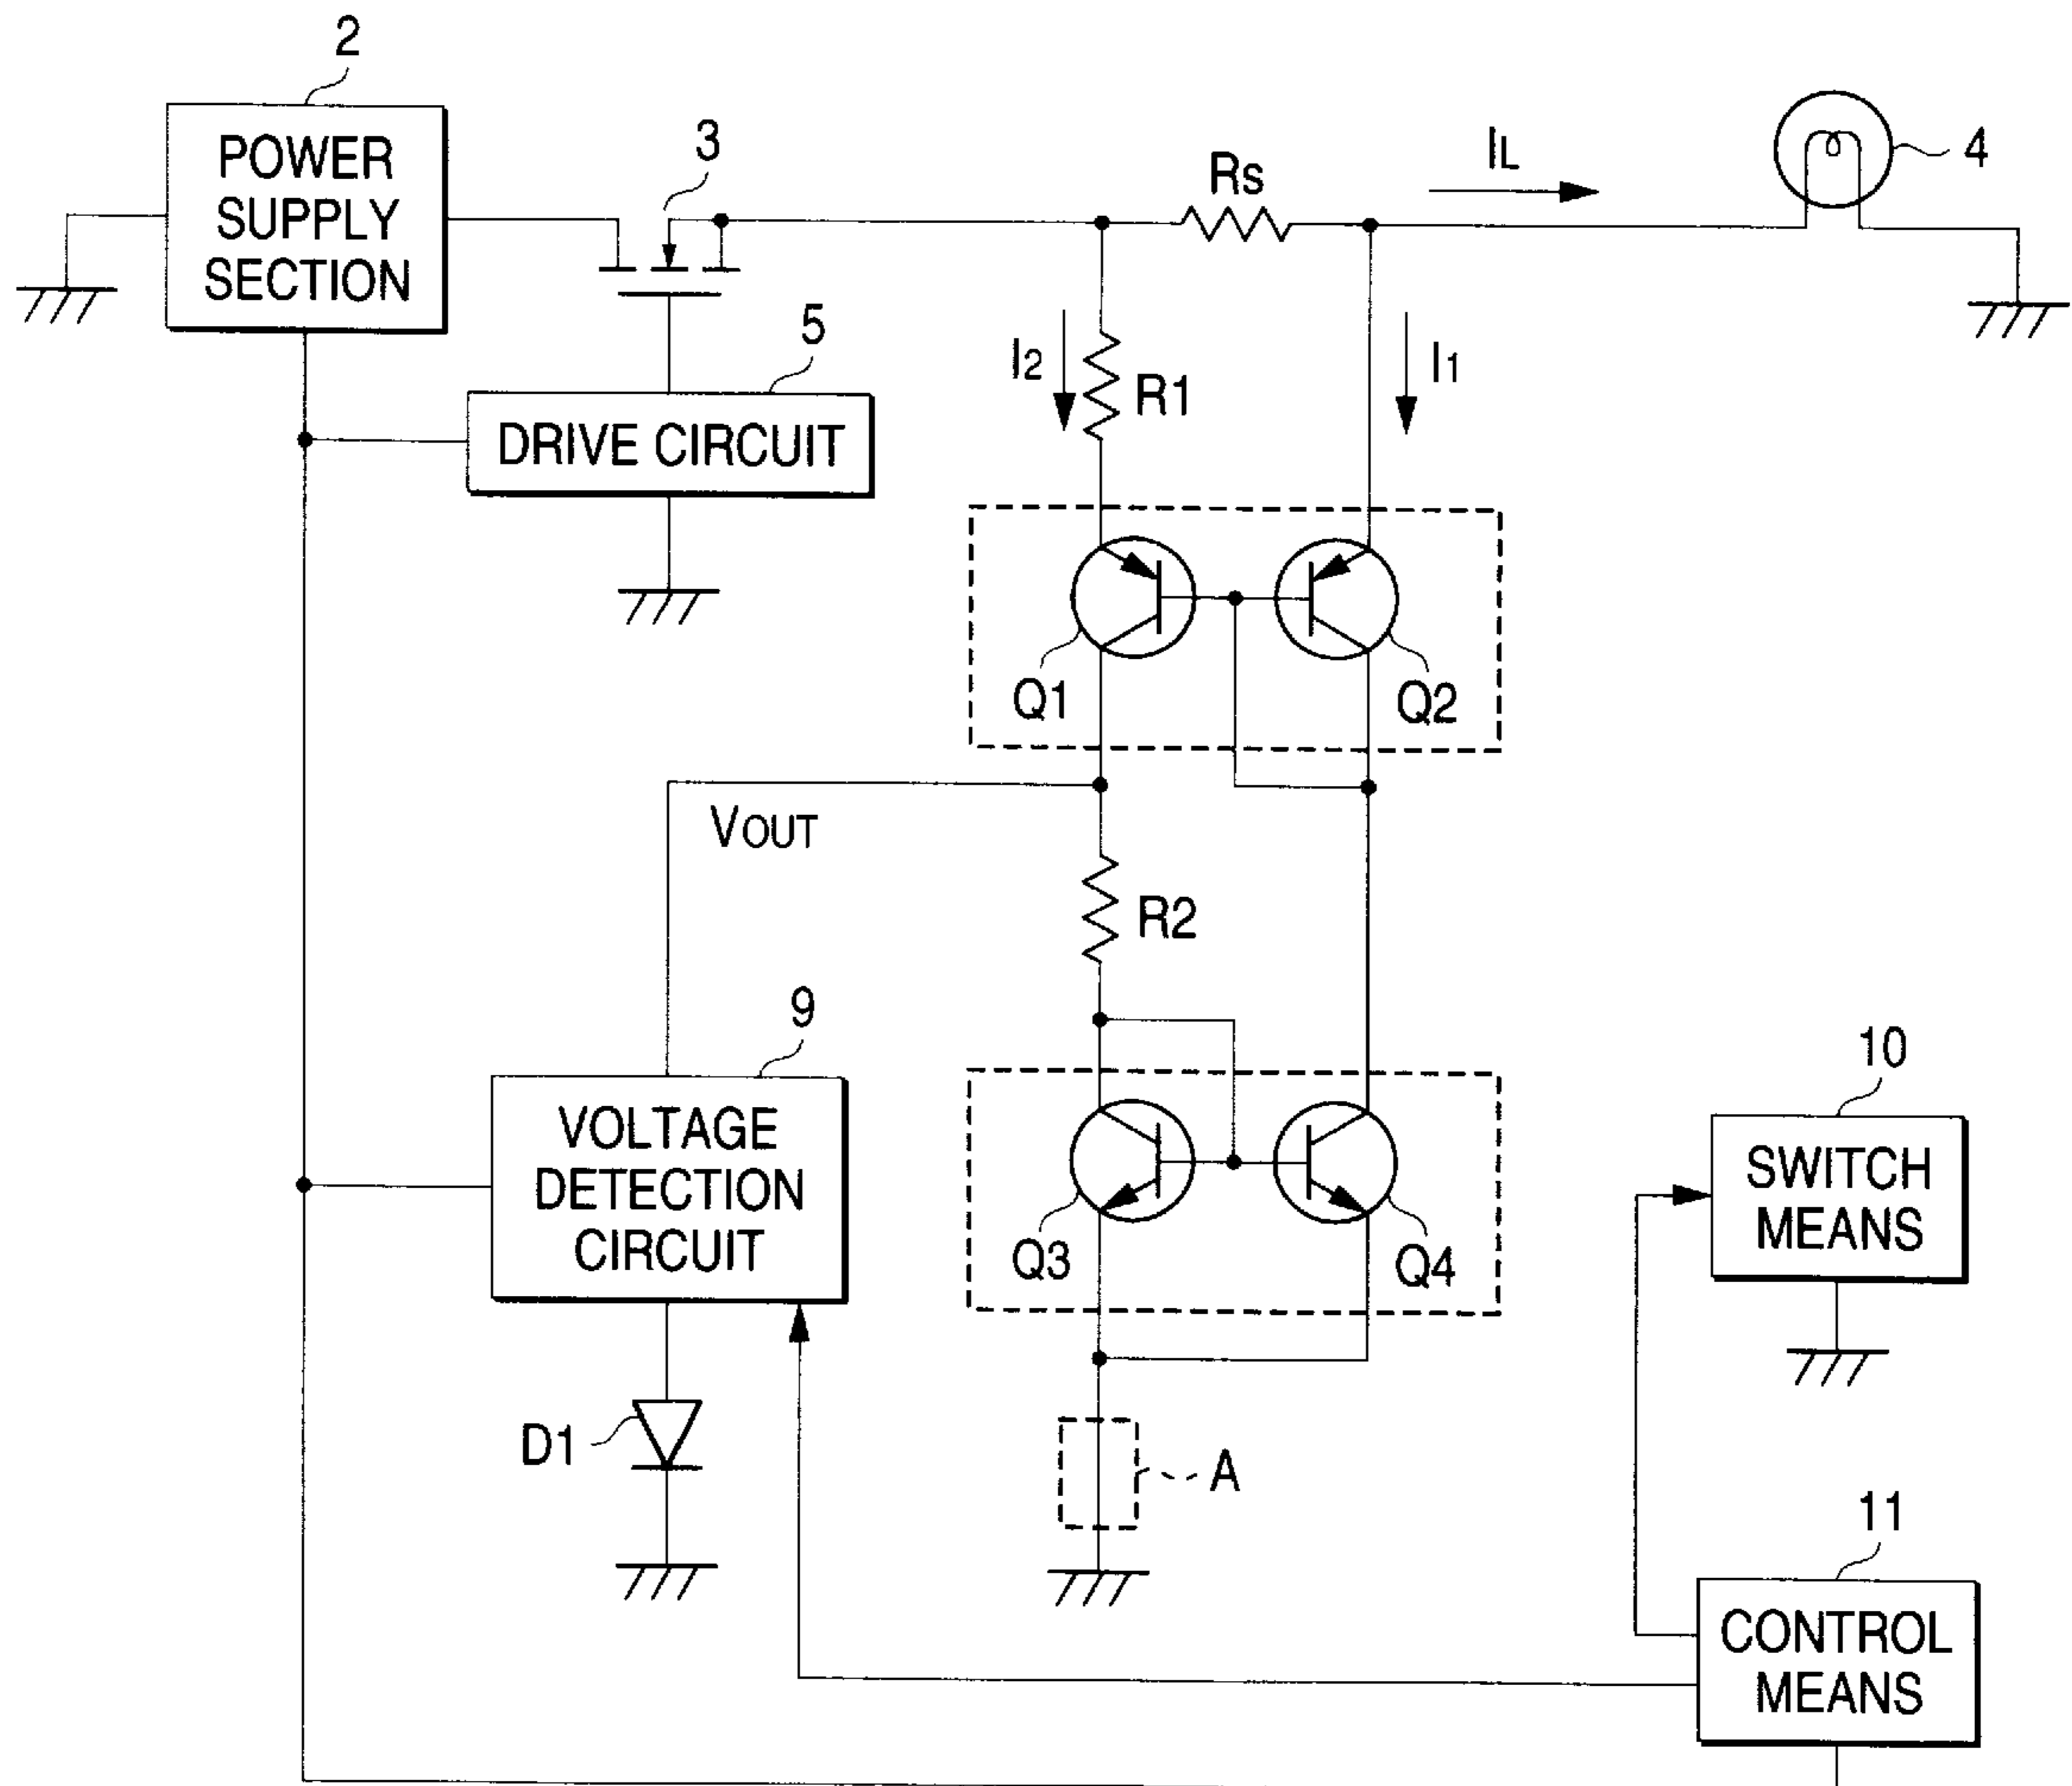 2
POWER
SUPPLY
SECTION
3
Rs
IL
4
5
DRIVE CIRCUIT
I2
R1
I1
Q1
Q2
VOUT
R2
9
VOLTAGE
DETECTION
CIRCUIT
Q3
Q4
10
SWITCH
MEANS
D1
A
11
CONTROL
MEANS